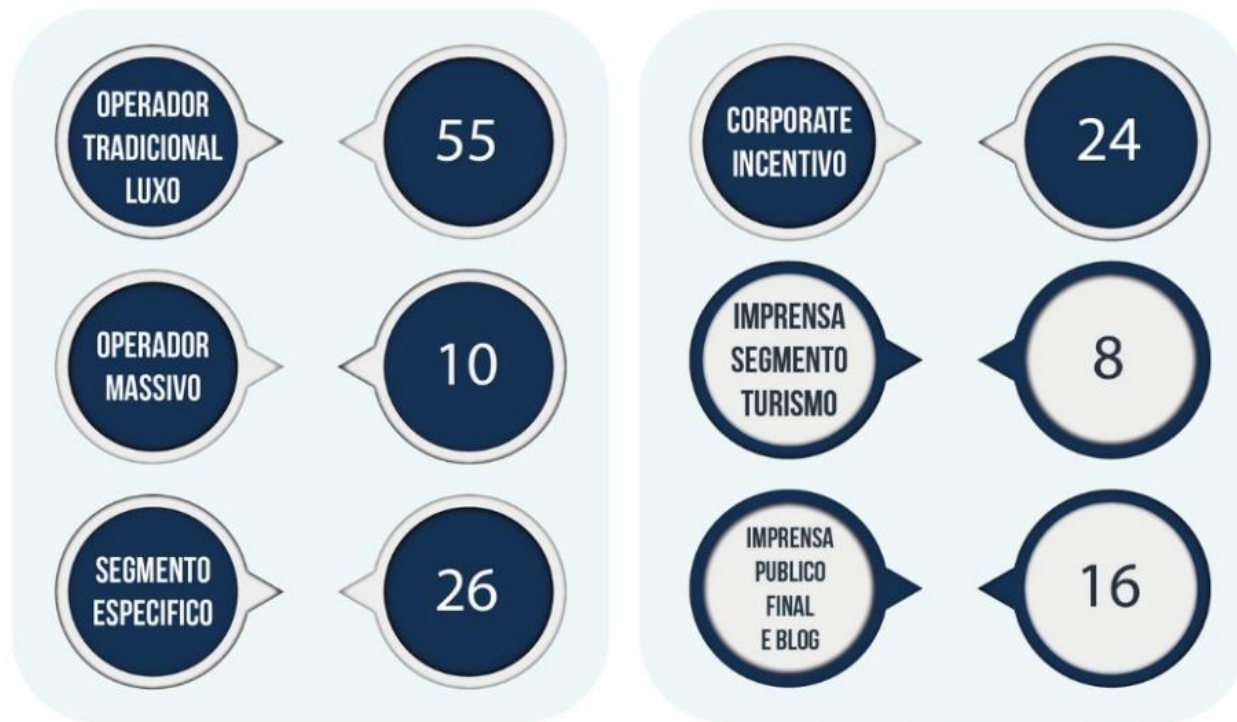 OPERADOR
TRADICIONAL
LUXO
55
OPERADOR
MASSIVO
10
SEGMENTO
ESPECIFICO
26
CORPORATE
INCENTIVO
24
IMPRENSA
SEGMENTO
TURISMO
8
IMPRENSA
PUBLICO
FINAL
E BLOG
16